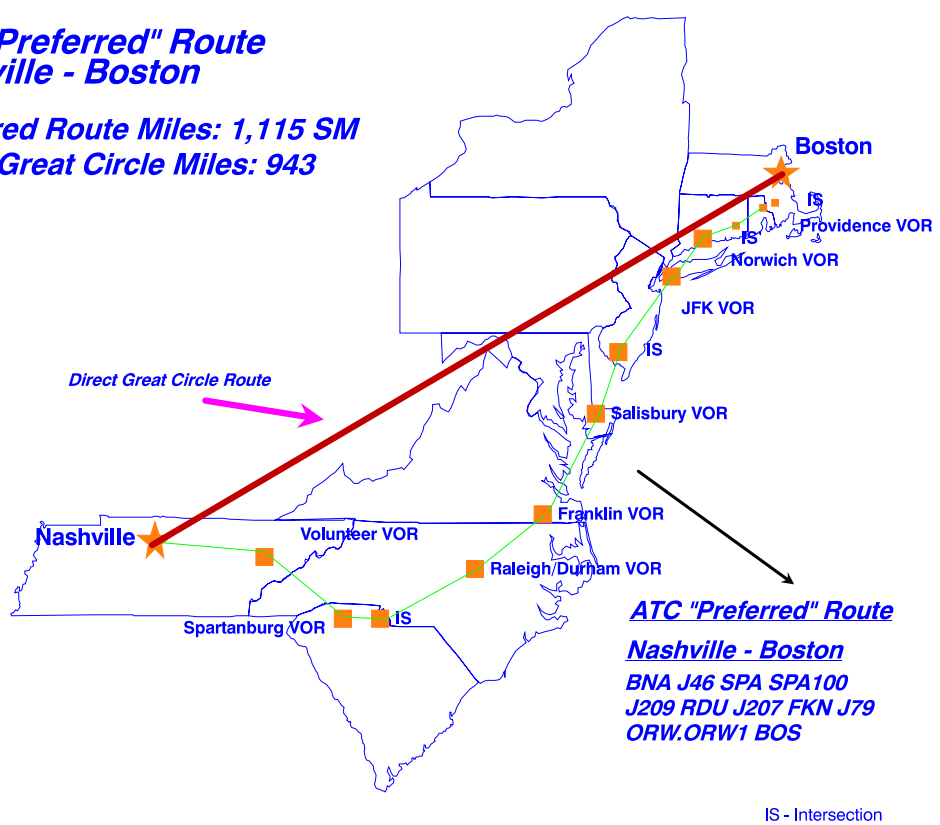 Preferred" Route
ville - Boston
red Route Miles: 1,115 SM
Great Circle Miles: 943
Boston
IS
Providence VOR
IS
Norwich VOR
JFK VOR
IS
Direct Great Circle Route
Salisbury VOR
Franklin VOR
Volunteer VOR
Nashville
Raleigh/Durham VOR
Spartanburg VOR
IS
ATC "Preferred" Route
Nashville - Boston
BNA J46 SPA SPA100
J209 RDU J207 FKN J79
ORW.ORW1 BOS
IS - Intersection